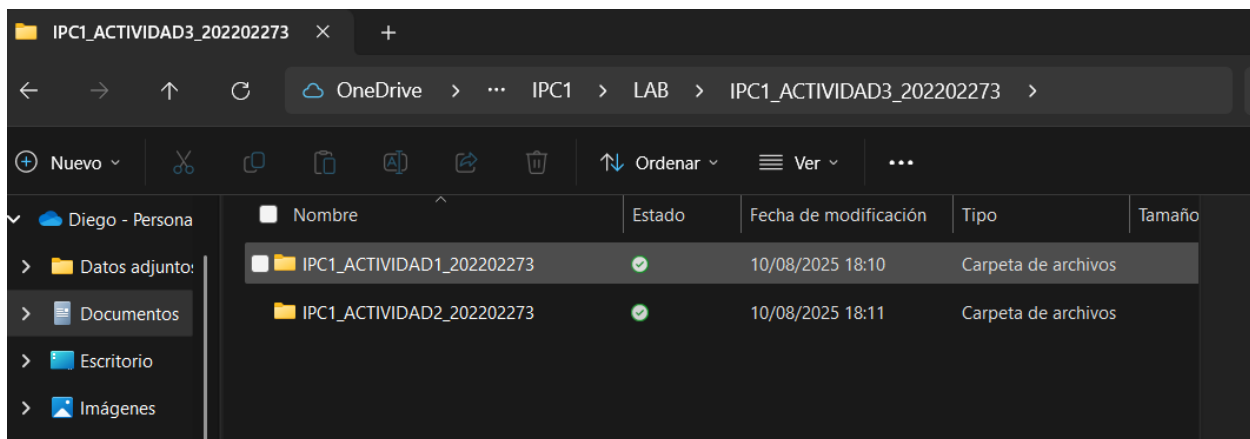 IPC1_ACTIVIDAD3_202202273
OneDrive > ... IPC1 > LAB > IPC1_ACTIVIDAD3_202202273 >
Nuevo Ordenar Ver ...
Diego - Persona Nombre Estado Fecha de modificación Tipo Tamaño
Datos adjuntos IPC1_ACTIVIDAD1_202202273 10/08/2025 18:10 Carpeta de archivos
Documentos IPC1_ACTIVIDAD2_202202273 10/08/2025 18:11 Carpeta de archivos
Escritorio
Imágenes